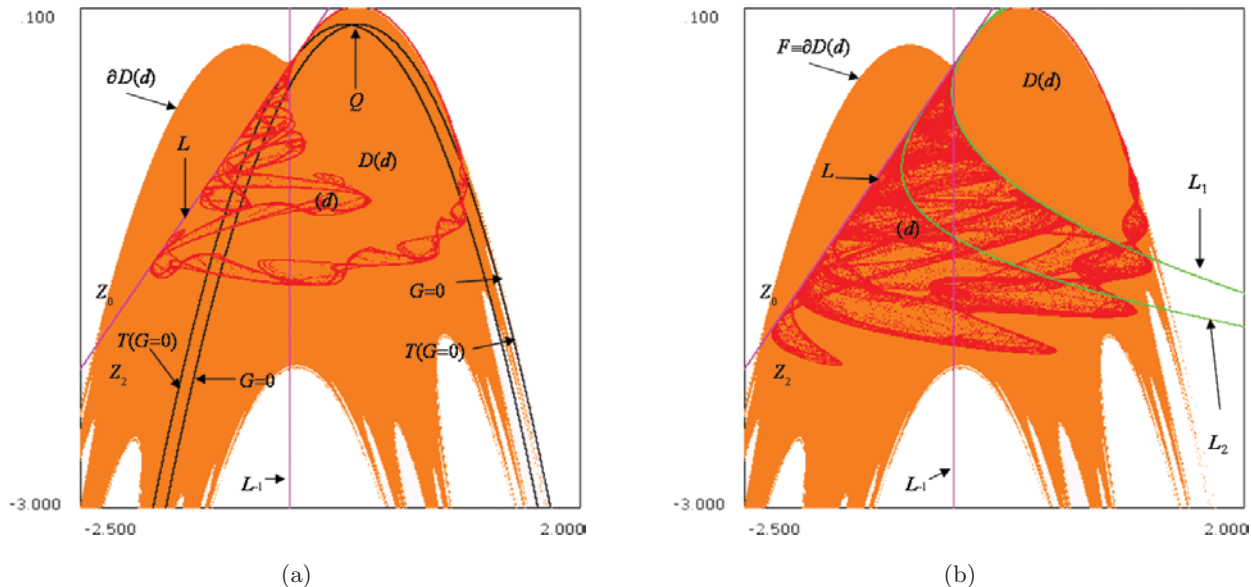 .100
∂D(d)
L
Q
D(d)
(d)
Z₀
G=0
T(G=0)
T(G=0)
Z₂
G=0
L₋₁
-3.000
-2.500
2.000
(a)
.100
F≡∂D(d)
D(d)
L
L₁
(d)
Z₀
Z₂
L₂
L₋₁
-3.000
-2.500
2.000
(b)